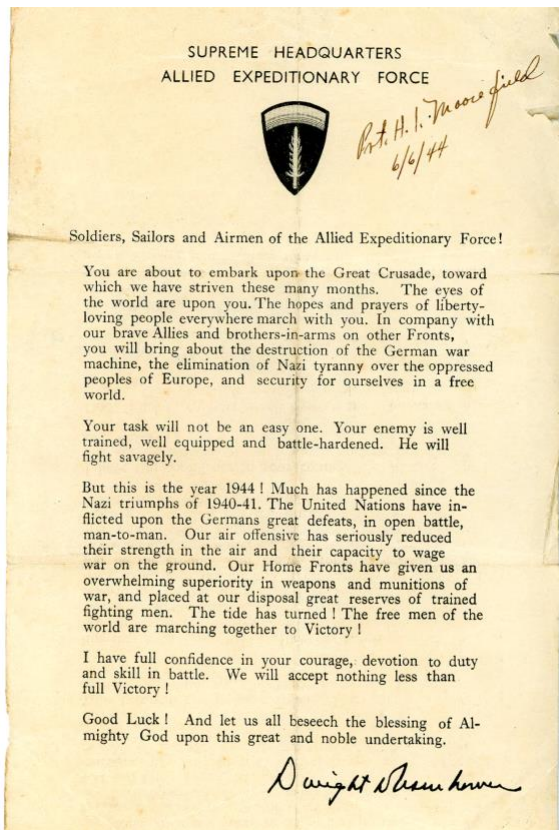 SUPREME HEADQUARTERS
ALLIED EXPEDITIONARY FORCE
Pvt. H. L. Moorefield
6/6/44
Soldiers, Sailors and Airmen of the Allied Expeditionary Force!
You are about to embark upon the Great Crusade, toward
which we have striven these many months. The eyes of
the world are upon you. The hopes and prayers of liberty-
loving people everywhere march with you. In company with
our brave Allies and brothers-in-arms on other Fronts,
you will bring about the destruction of the German war
machine, the elimination of Nazi tyranny over the oppressed
peoples of Europe, and security for ourselves in a free
world.
Your task will not be an easy one. Your enemy is well
trained, well equipped and battle-hardened. He will
fight savagely.
But this is the year 1944 ! Much has happened since the
Nazi triumphs of 1940-41. The United Nations have in-
flicted upon the Germans great defeats, in open battle,
man-to-man. Our air offensive has seriously reduced
their strength in the air and their capacity to wage
war on the ground. Our Home Fronts have given us an
overwhelming superiority in weapons and munitions of
war, and placed at our disposal great reserves of trained
fighting men. The tide has turned ! The free men of the
world are marching together to Victory !
I have full confidence in your courage, devotion to duty
and skill in battle. We will accept nothing less than
full Victory !
Good Luck ! And let us all beseech the blessing of Al-
mighty God upon this great and noble undertaking.
Dwight D Eisenhower